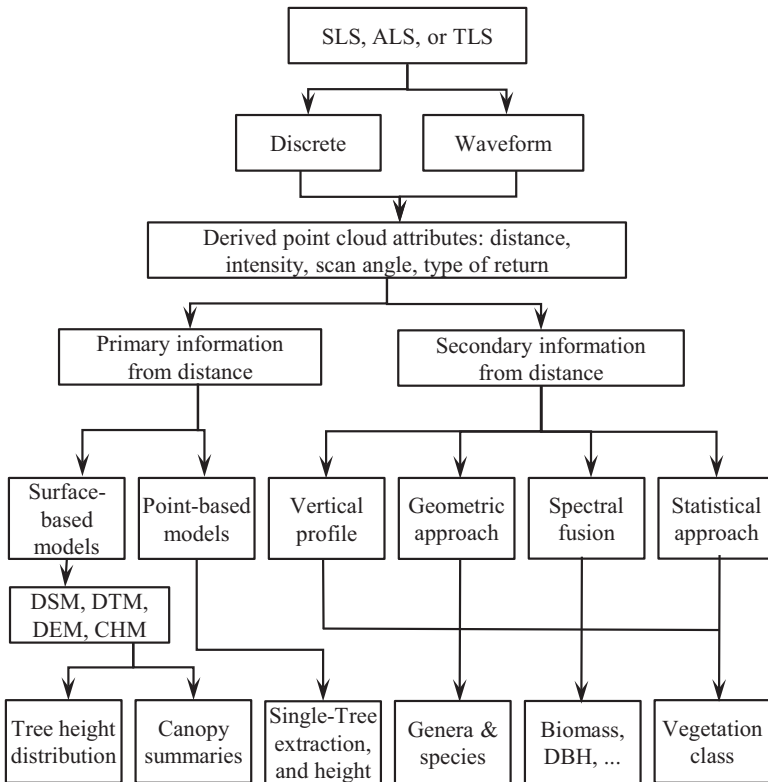 SLS, ALS, or TLS
Discrete
Waveform
Derived point cloud attributes: distance,
intensity, scan angle, type of return
Primary information
from distance
Secondary information
from distance
Surface-
based
models
Point-based
models
Vertical
profile
Geometric
approach
Spectral
fusion
Statistical
approach
DSM, DTM,
DEM, CHM
Tree height
distribution
Canopy
summaries
Single-Tree
extraction,
and height
Genera &
species
Biomass,
DBH, ...
Vegetation
class